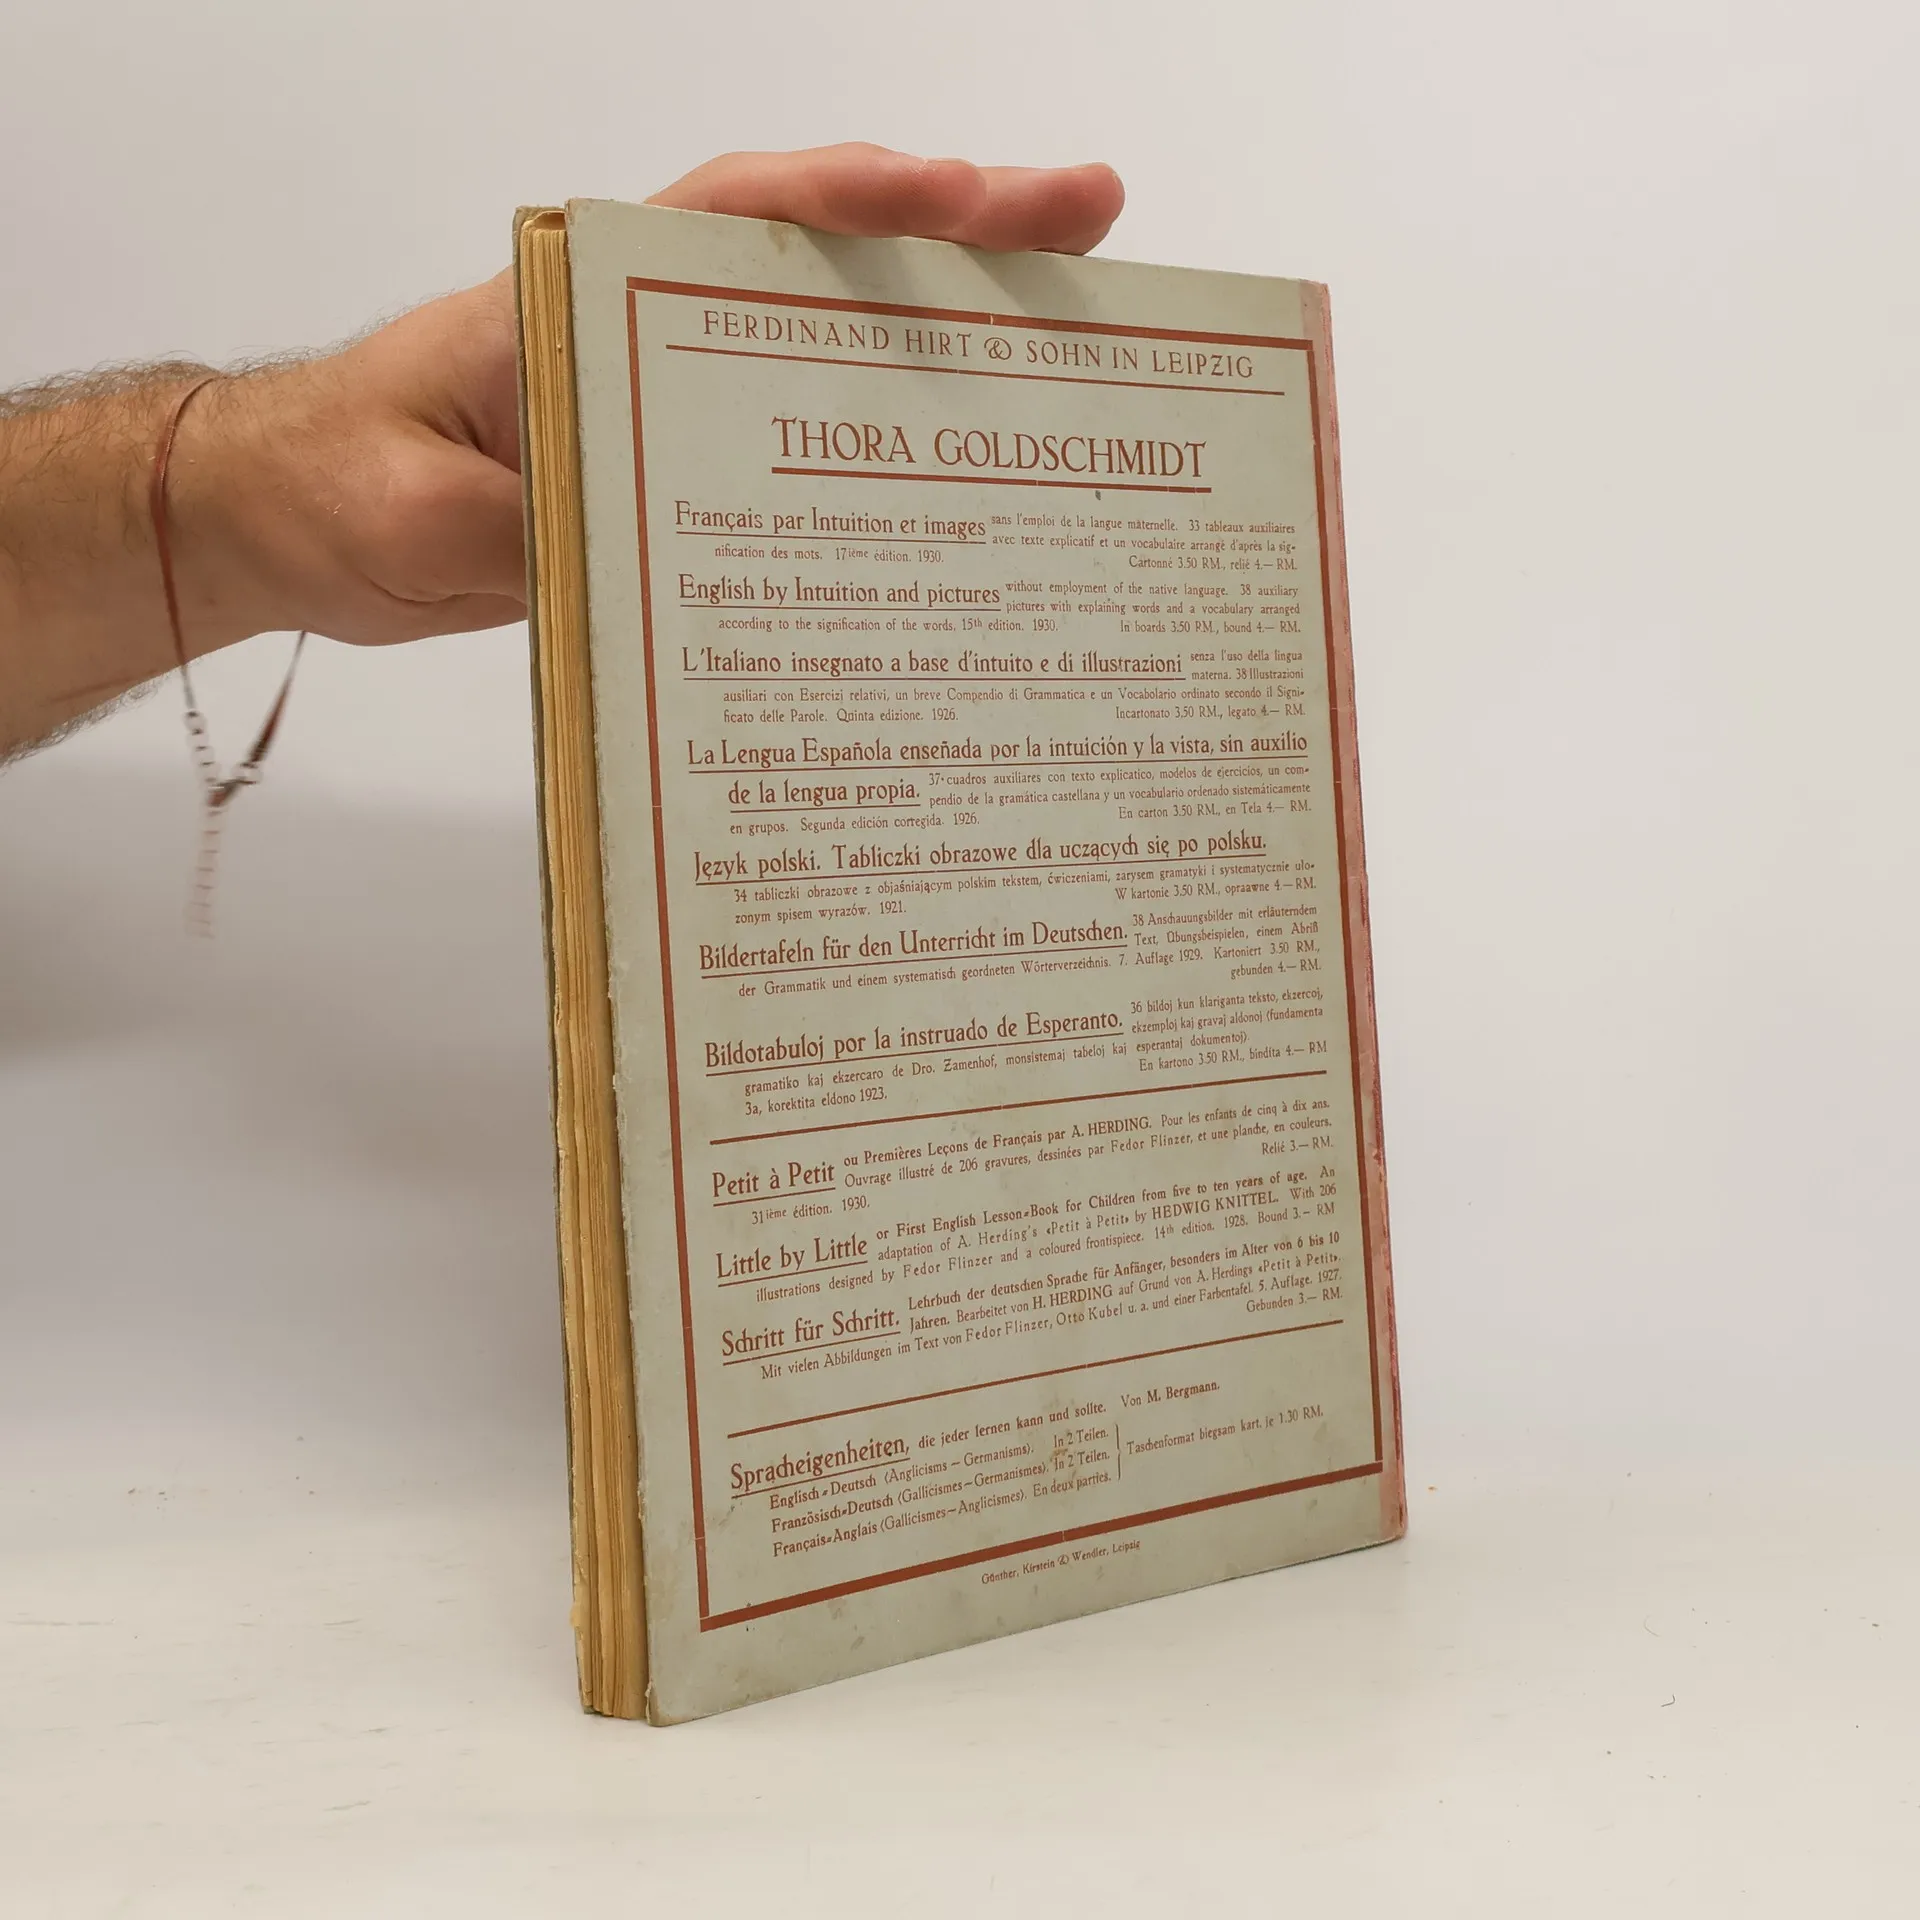 FERDINAND HIRT & SOHN IN LEIPZIG
THORA GOLDSCHMIDT
Français par Intuition et images sans l'emploi de la langue maternelle. 33 tableaux auxiliaires
avec texte explicatif et un vocabulaire arrangé d'après la sig-
nification des mots. 17ième édition. 1930. Cartonné 3.50 RM., relié 4.— RM.
English by Intuition and pictures without employment of the native language. 38 auxiliary
pictures with explaining words and a vocabulary arranged
according to the signification of the words. 15th edition. 1930. In boards 3.50 RM., bound 4.— RM.
L'Italiano insegnato a base d'intuito e di illustrazioni senza l'uso della lingua
materna. 38 Illustrazioni
ausiliari con Esercizj relativi, un breve Compendio di Grammatica e un Vocabolario ordinato secondo il Signi-
ficato delle Parole. Quinta edizione. 1926. Incartonato 3.50 RM., legato 4.— RM.
La Lengua Española enseñada por la intuición y la vista, sin auxilio
de la lengua propia. 37 cuadros auxiliares con texto explicatico, modelos de ejercicios, un com-
pendio de la gramática castellana y un vocabulario ordenado sistemáticamente
en grupos. Segunda edición corregida. 1926. En carton 3.50 RM., en Tela 4.— RM.
Język polski. Tabliczki obrazowe dla uczących się po polsku.
34 tabliczki obrazowe z objaśniającym polskim tekstem, ćwiczeniami, zarysem gramatyki i systematycznie ulo-
zonym spisem wyrazów. 1921. W kartonie 3.50 RM., opraawne 4.— RM.
Bildertafeln für den Unterricht im Deutschen. 38 Anschauungsbilder mit erläuterndem
Text, Übungsbeispielen, einem Abriß
der Grammatik und einem systematisch geordneten Wörterverzeichnis. 7. Auflage 1929. Kartoniert 3.50 RM.,
gebunden 4.— RM.
Bildotabuloj por la instruado de Esperanto. 36 bildoj kun klariganta teksto, ekzercoj,
ekzemploj kaj gravaj aldonoj (fundamenta
gramatiko kaj ekzercaro de Dro. Zamenhof, monsistemaj tabeloj kaj esperantaj dokumentoj).
3a, korektita eldono 1923. En kartono 3.50 RM., bindita 4.— RM
Petit à Petit ou Premières Leçons de Français par A. HERDING. Pour les enfants de cinq à dix ans.
Ouvrage illustré de 206 gravures, dessinées par Fedor Flinzer, et une planche, en couleurs.
31ième édition. 1930. Relié 3.— RM.
Little by Little or First English Lesson-Book for Children from five to ten years of age. An
adaptation of A. Herding's «Petit à Petit» by HEDWIG KNITTEL. With 206
illustrations designed by Fedor Flinzer and a coloured frontispiece. 14th edition. 1928. Bound 3.— RM
Schritt für Schritt. Lehrbuch der deutschen Sprache für Anfänger, besonders im Alter von 6 bis 10
Jahren. Bearbeitet von H. HERDING auf Grund von A. Herdings «Petit à Petit».
Mit vielen Abbildungen im Text von Fedor Flinzer, Otto Kubel u. a. und einer Farbentafel. 5. Auflage. 1927.
Gebunden 3.— RM.
Spracheigenheiten, die jeder lernen kann und sollte. Von M. Bergmann.
Englisch-Deutsch (Anglicisms — Germanisms). In 2 Teilen.
Französisch-Deutsch (Gallicismes—Germanismes). In 2 Teilen. Taschenformat biegsam kart. je 1.30 RM.
Français-Anglais (Gallicismes—Anglicismes). En deux parties.
Günther, Kirstein & Wendler, Leipzig